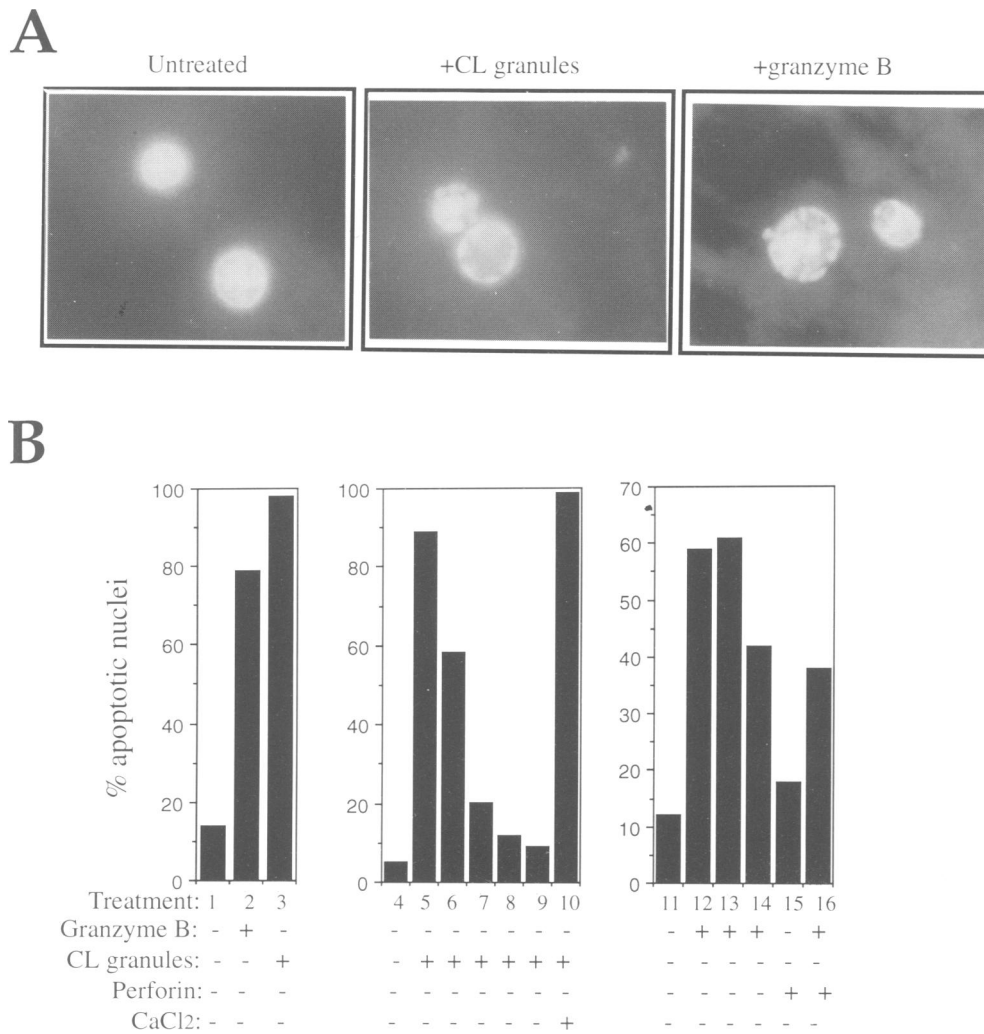 A
Untreated +CL granules +granzyme B
B
% apoptotic nuclei
100
80
60
40
20
0
100
80
60
40
20
0
70
60
50
40
30
20
10
0
Treatment: 1 2 3 4 5 6 7 8 9 10 11 12 13 14 15 16
Granzyme B: - + - - - - - - - - - + + + - +
CL granules: - - + - + + + + + + - - - - - -
Perforin: - - - - - - - - - - - - - - + +
CaCl2: - - - - - - - - - + - - - - - -